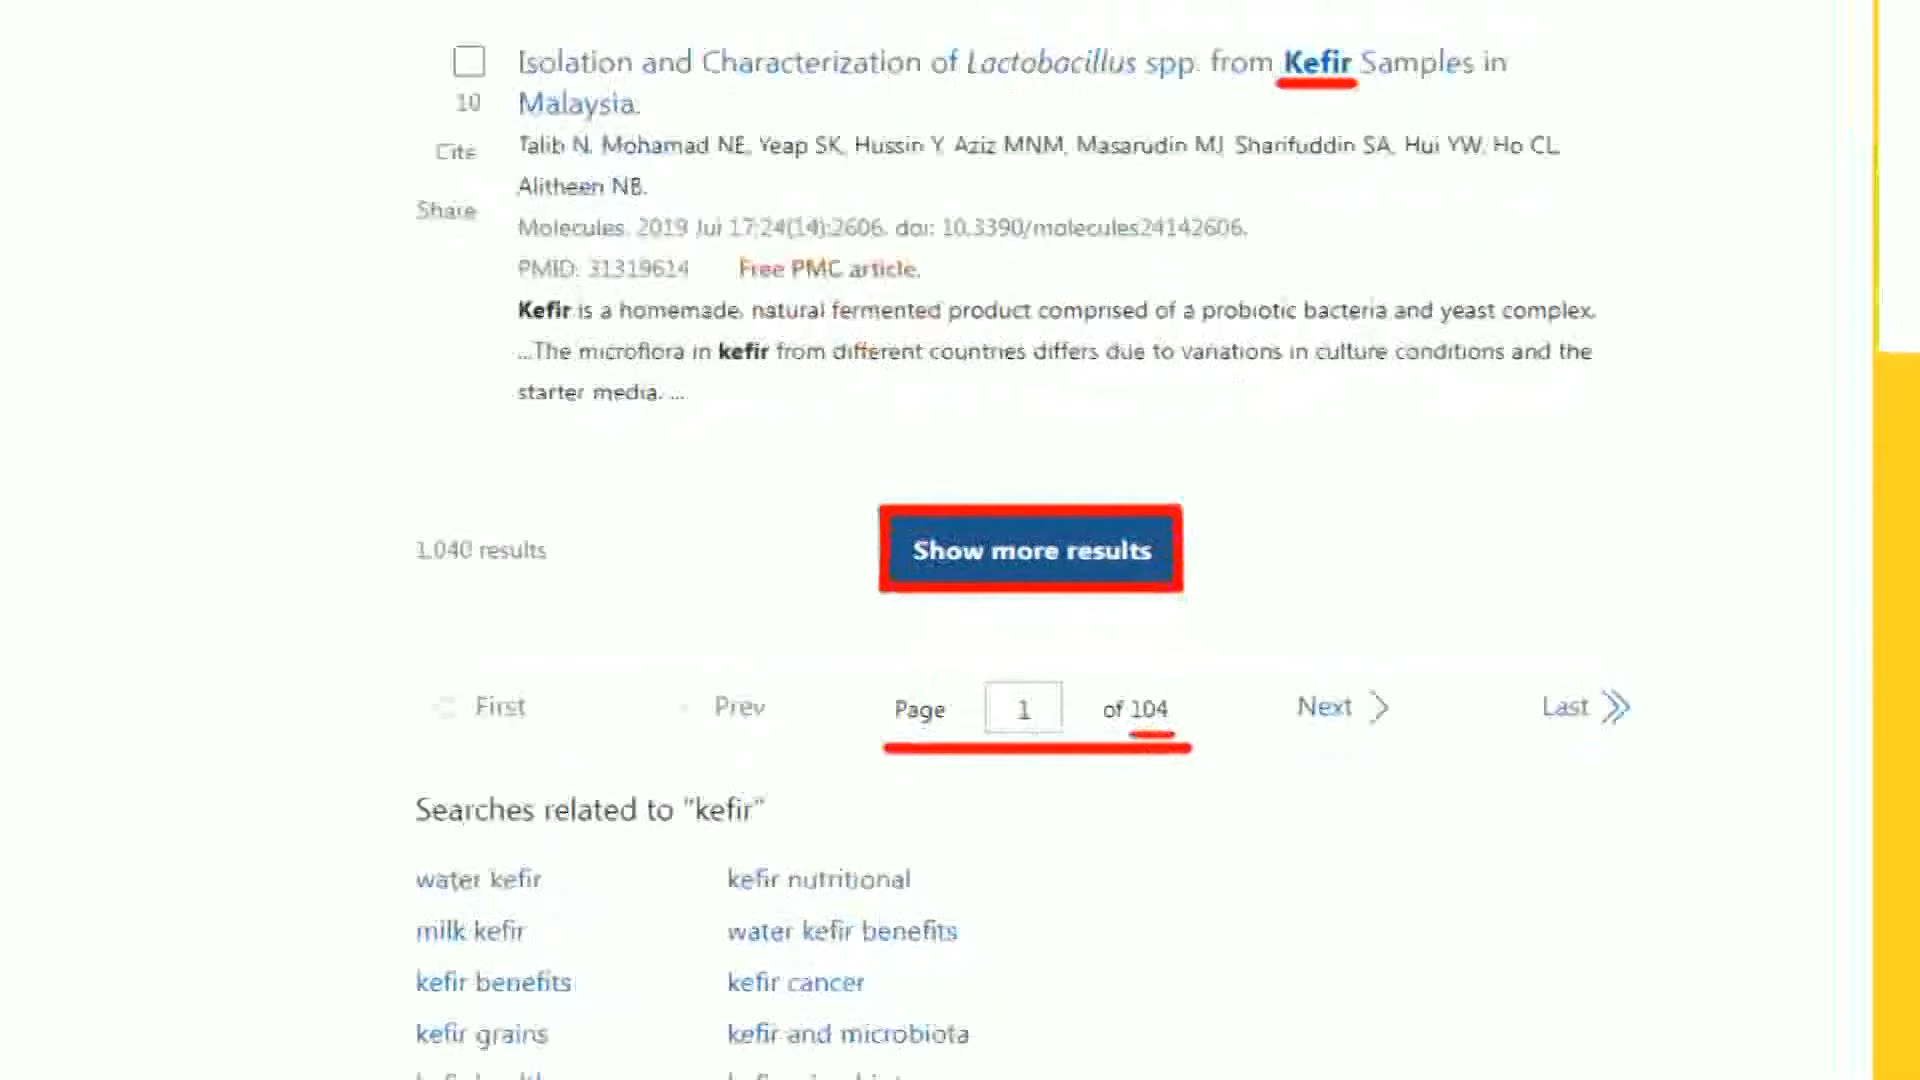 Isolation and Characterization of Lactobacillus spp. from Kefir Samples in
10
Malaysia.
Cite
Talib N, Mohamad NE, Yeap SK, Hussin Y, Aziz MNM, Masarudin MJ, Sharifuddin SA, Hui YW, Ho CL,
Alitheen NB.
Share
Molecules. 2019 Jul 17;24(14):2606. doi: 10.3390/molecules24142606.
PMID: 31319614 Free PMC article.
Kefir is a homemade, natural fermented product comprised of a probiotic bacteria and yeast complex.
...The microflora in kefir from different countries differs due to variations in culture conditions and the
starter media. ...
1,040 results
Show more results
First Prev Page 1 of 104 Next Last
Searches related to "kefir"
water kefir kefir nutritional
milk kefir water kefir benefits
kefir benefits kefir cancer
kefir grains kefir and microbiota